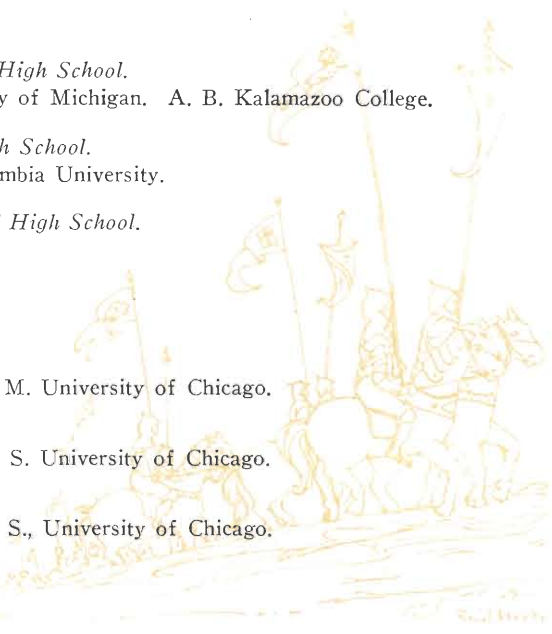 High School.
y of Michigan. A. B. Kalamazoo College.
h School.
mbia University.
High School.
M. University of Chicago.
S. University of Chicago.
S., University of Chicago.